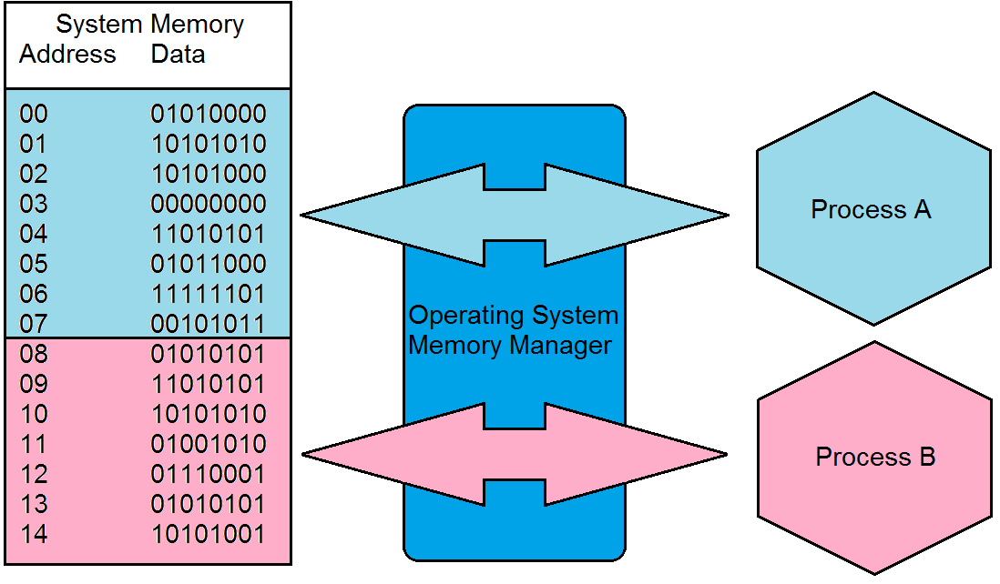 System Memory
Address Data
00 01010000
01 10101010
02 10101000
03 00000000
04 11010101
05 01011000
06 11111101
07 00101011
08 01010101
09 11010101
10 10101010
11 01001010
12 01110001
13 01010101
14 10101001
Operating System
Memory Manager
Process A
Process B